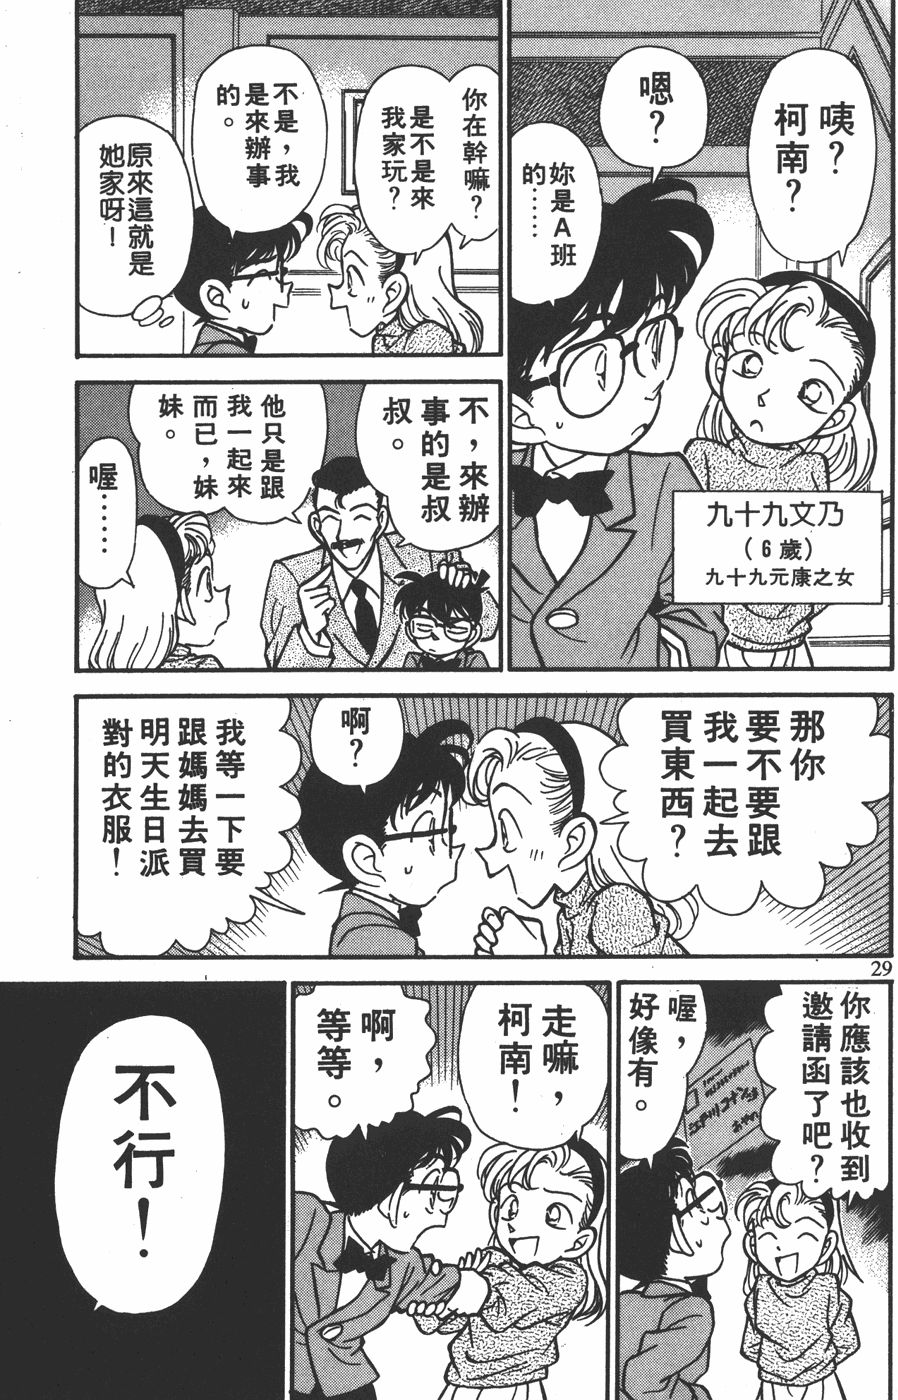 咦？
柯南？
嗯？
妳是A班
的……
九十九文乃
（6歲）
九十九元康之女
你在幹嘛？
是不是來
我家玩？
不是，我
是來辦事
的。
原來這就是
她家呀！
不，來辦
事的是叔
叔。
他只是跟
我一起來
而已，妹
妹。
喔……
那你
要不要跟
我一起去
買東西？
啊？
我等一下要
跟媽媽去買
明天生日派
對的衣服！
29
你應該也收到
邀請函了吧？
喔，
好像有。
走嘛，
柯南！
啊，
等等。
不行！